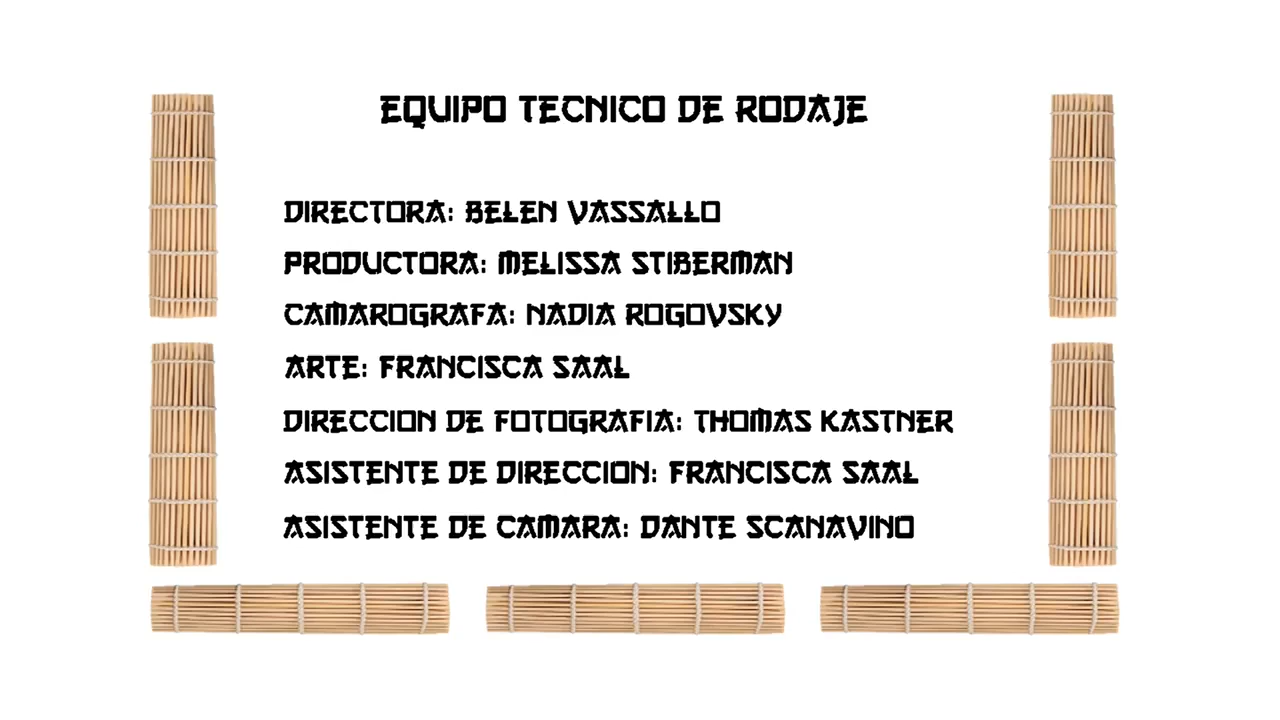 EQUIPO TECNICO DE RODAJE
DIRECTORA: BELEN VASSALLO
PRODUCTORA: MELISSA STIBERMAN
CAMAROGRAFA: NADIA ROGOVSKY
ARTE: FRANCISCA SAAL
DIRECCION DE FOTOGRAFIA: THOMAS KASTNER
ASISTENTE DE DIRECCION: FRANCISCA SAAL
ASISTENTE DE CAMARA: DANTE SCANAVINO